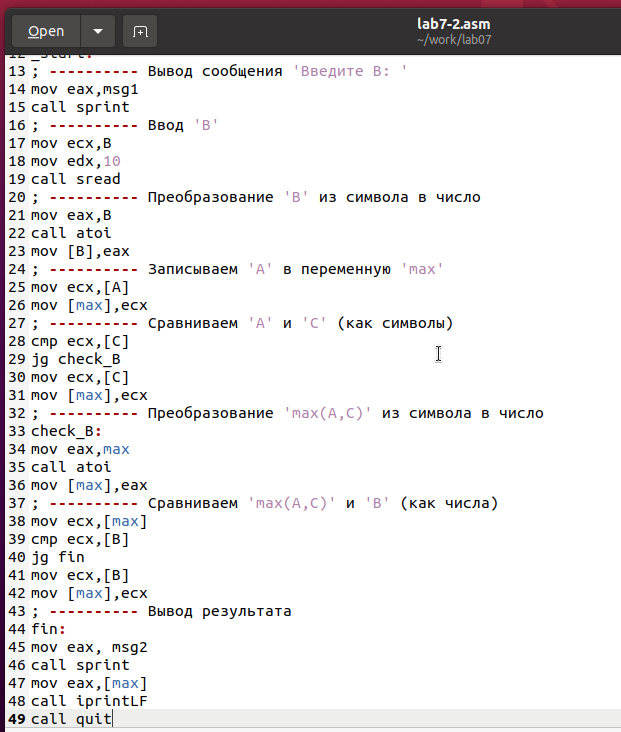 Open
lab7-2.asm
~/work/lab07
12 _start:
13 ; ---------- Вывод сообщения 'Введите B: '
14 mov eax,msg1
15 call sprint
16 ; ---------- Ввод 'B'
17 mov ecx,B
18 mov edx,10
19 call sread
20 ; ---------- Преобразование 'B' из символа в число
21 mov eax,B
22 call atoi
23 mov [B],eax
24 ; ---------- Записываем 'A' в переменную 'max'
25 mov ecx,[A]
26 mov [max],ecx
27 ; ---------- Сравниваем 'A' и 'C' (как символы)
28 cmp ecx,[C]
29 jg check_B
30 mov ecx,[C]
31 mov [max],ecx
32 ; ---------- Преобразование 'max(A,C)' из символа в число
33 check_B:
34 mov eax,max
35 call atoi
36 mov [max],eax
37 ; ---------- Сравниваем 'max(A,C)' и 'B' (как числа)
38 mov ecx,[max]
39 cmp ecx,[B]
40 jg fin
41 mov ecx,[B]
42 mov [max],ecx
43 ; ---------- Вывод результата
44 fin:
45 mov eax, msg2
46 call sprint
47 mov eax,[max]
48 call iprintLF
49 call quit